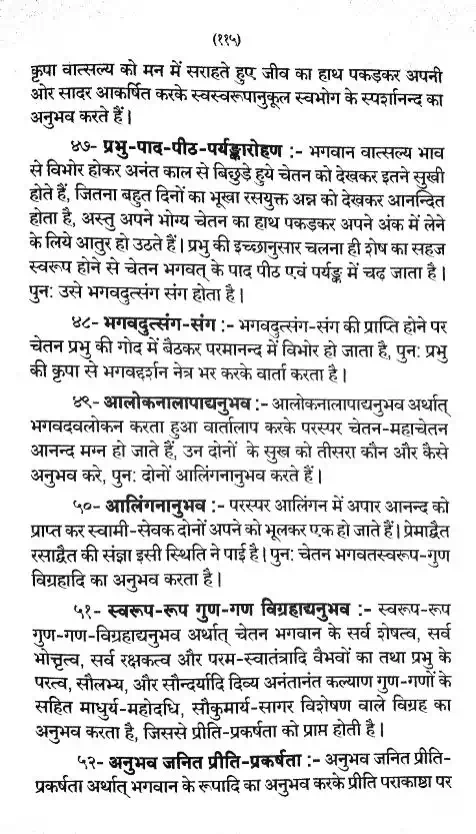 (११५)
कृपा वात्सल्य को मन में सराहते हुए जीव का हाथ पकड़कर अपनी
ओर सादर आकर्षित करके स्वस्वरूपानुकूल स्वभोग के स्पर्शानन्द का
अनुभव करते हैं।
४७- प्रभु-पाद-पीठ-पर्यङ्कारोहण :- भगवान वात्सल्य भाव
से विभोर होकर अनंत काल से बिछुड़े हुये चेतन को देखकर इतने सुखी
होते हैं, जितना बहुत दिनों का भूखा रसयुक्त अन्न को देखकर आनन्दित
होता है, अस्तु अपने भोग्य चेतन का हाथ पकड़कर अपने अंक में लेने
के लिये आतुर हो उठते हैं। प्रभु की इच्छानुसार चलना ही शेष का सहज
स्वरूप होने से चेतन भगवत् के पाद पीठ एवं पर्यङ्क में चढ़ जाता है।
पुन: उसे भगवदुत्संग संग होता है।
४८- भगवदुत्संग-संग :- भगवदुत्संग-संग की प्राप्ति होने पर
चेतन प्रभु की गोद में बैठकर परमानन्द में विभोर हो जाता है, पुन: प्रभु
की कृपा से भगवद्दर्शन नेत्र भर करके वार्ता करता है।
४९- आलोकनालापाद्यनुभव :- आलोकनालापाद्यनुभव अर्थात्
भगवदवलोकन करता हुआ वार्तालाप करके परस्पर चेतन-महाचेतन
आनन्द मग्न हो जाते हैं, उन दोनों के सुख को तीसरा कौन और कैसे
अनुभव करे, पुन: दोनों आलिंगनानुभव करते हैं।
५०- आलिंगनानुभव :- परस्पर आलिंगन में अपार आनन्द को
प्राप्त कर स्वामी-सेवक दोनों अपने को भूलकर एक हो जाते हैं। प्रेमाद्वैत
रसाद्वैत की संज्ञा इसी स्थिति ने पाई है। पुन: चेतन भगवतस्वरूप-गुण
विग्रहादि का अनुभव करता है।
५१- स्वरूप-रूप गुण-गण विग्रहाद्यनुभव :- स्वरूप-रूप
गुण-गण-विग्रहाद्यनुभव अर्थात् चेतन भगवान के सर्व शेषत्व, सर्व
भोत्तृत्व, सर्व रक्षकत्व और परम-स्वातंत्रादि वैभवों का तथा प्रभु के
परत्व, सौलभ्य, और सौन्दर्यादि दिव्य अनंतानंत कल्याण गुण-गणों के
सहित माधुर्य-महोदधि, सौकुमार्य-सागर विशेषण वाले विग्रह का
अनुभव करता है, जिससे प्रीति-प्रकर्षता को प्राप्त होती है।
५२- अनुभव जनित प्रीति-प्रकर्षता :- अनुभव जनित प्रीति-
प्रकर्षता अर्थात् भगवान के रूपादि का अनुभव करके प्रीति पराकाष्ठा पर